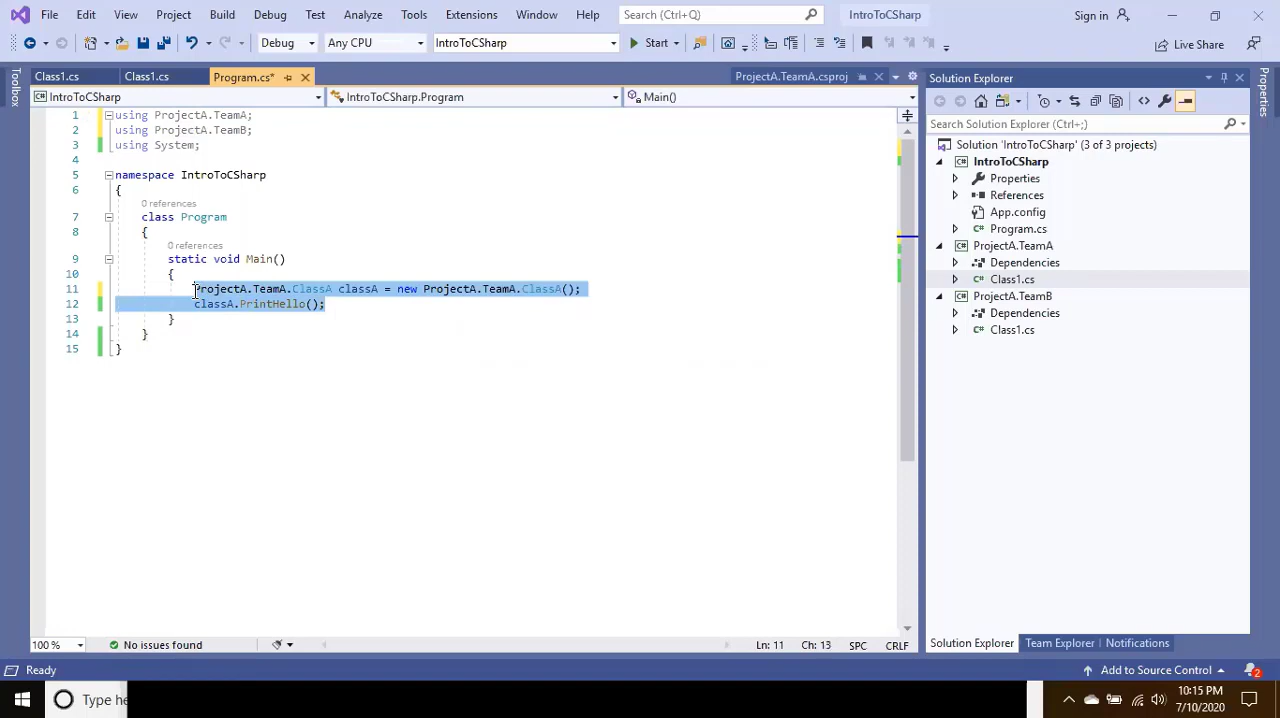 File Edit View Project Build Debug Test Analyze Tools Extensions Window Help Search (Ctrl+Q) IntroToCSharp Sign in
Debug Any CPU IntroToCSharp Start Live Share
Toolbox
Class1.cs Class1.cs Program.cs* ProjectA.TeamA.csproj
IntroToCSharp IntroToCSharp.Program Main()
1 using ProjectA.TeamA;
2 using ProjectA.TeamB;
3 using System;
4
5 namespace IntroToCSharp
6 {
0 references
7 class Program
8 {
0 references
9 static void Main()
10 {
11 ProjectA.TeamA.ClassA classA = new ProjectA.TeamA.ClassA();
12 classA.PrintHello();
13 }
14 }
15 }
100 % No issues found Ln: 11 Ch: 13 SPC CRLF
Solution Explorer
Search Solution Explorer (Ctrl+;)
Solution 'IntroToCSharp' (3 of 3 projects)
IntroToCSharp
Properties
References
App.config
Program.cs
ProjectA.TeamA
Dependencies
Class1.cs
ProjectA.TeamB
Dependencies
Class1.cs
Solution Explorer Team Explorer Notifications
Properties
Ready Add to Source Control 2
Type he
10:15 PM
7/10/2020